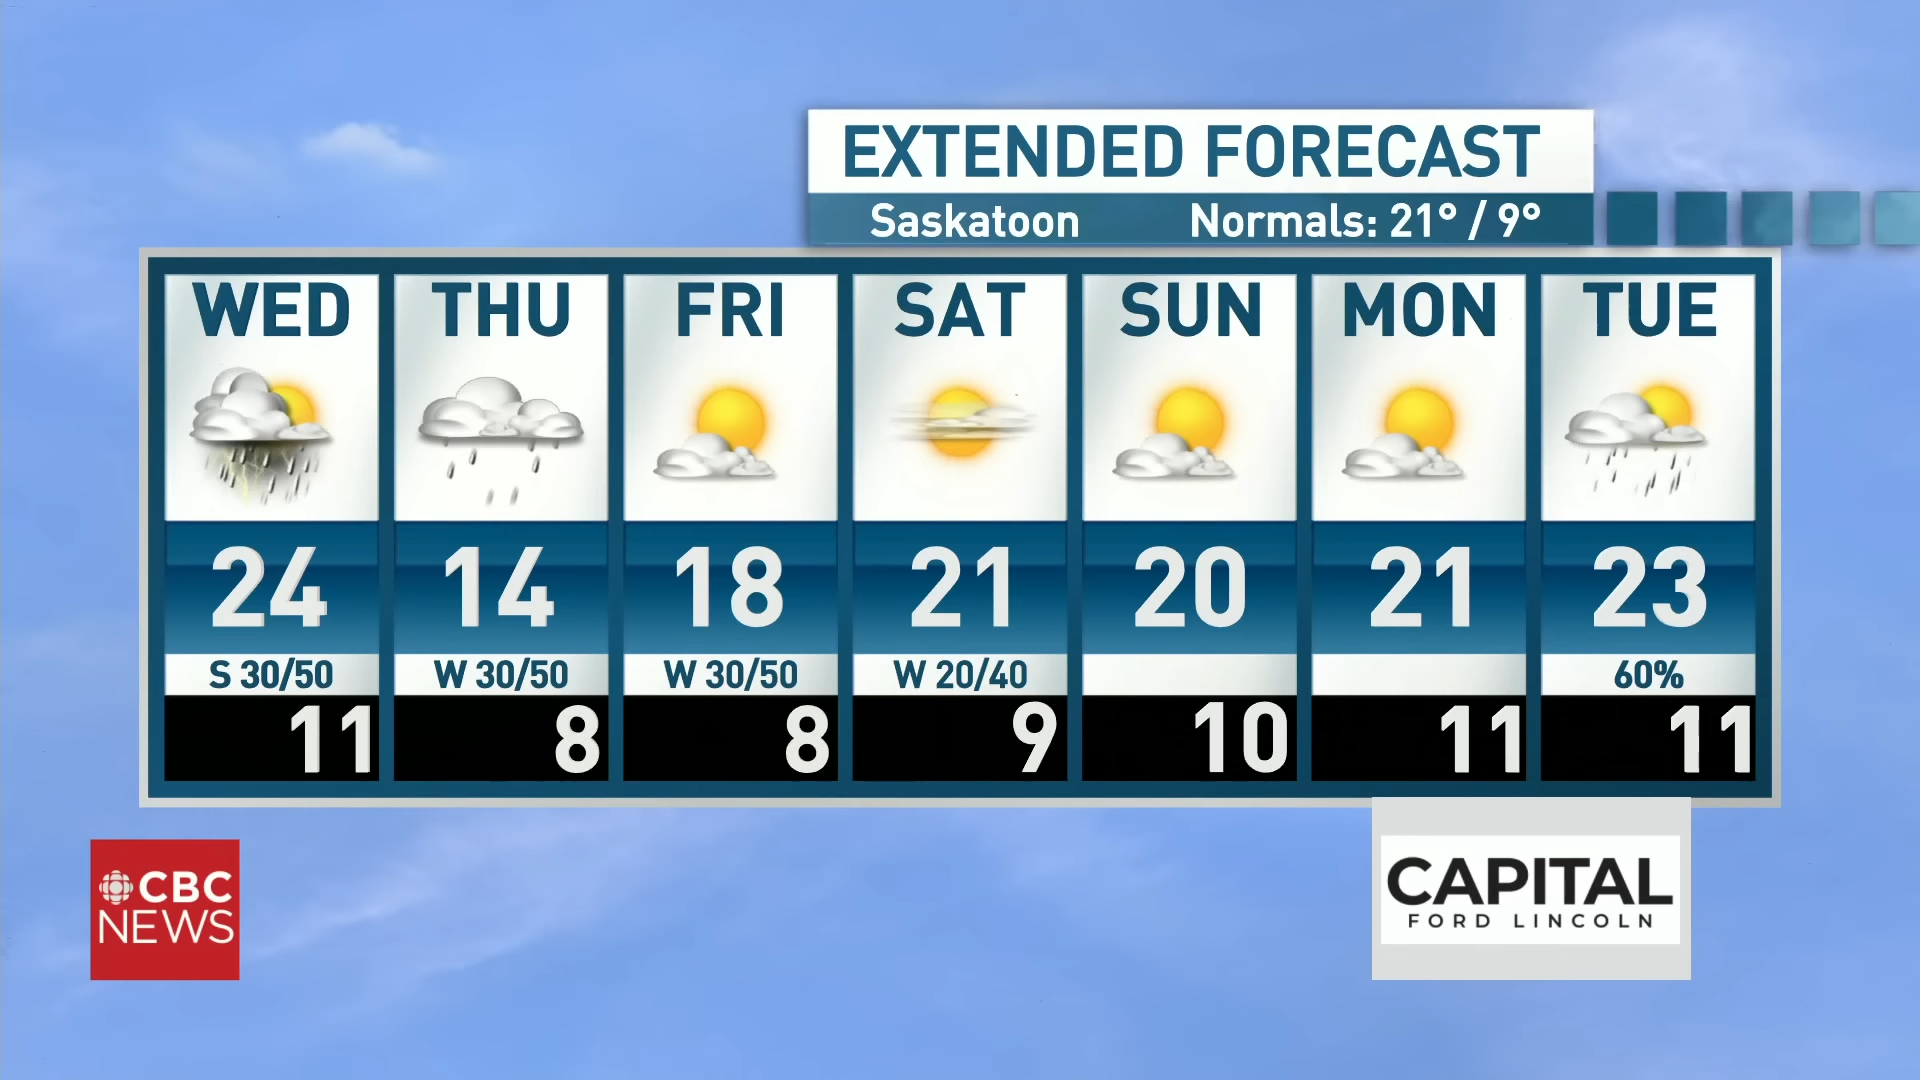 EXTENDED FORECAST
Saskatoon Normals: 21° / 9°
WED THU FRI SAT SUN MON TUE
24 14 18 21 20 21 23
S 30/50 W 30/50 W 30/50 W 20/40 60%
11 8 8 9 10 11 11
CBC
NEWS
CAPITAL
FORD LINCOLN